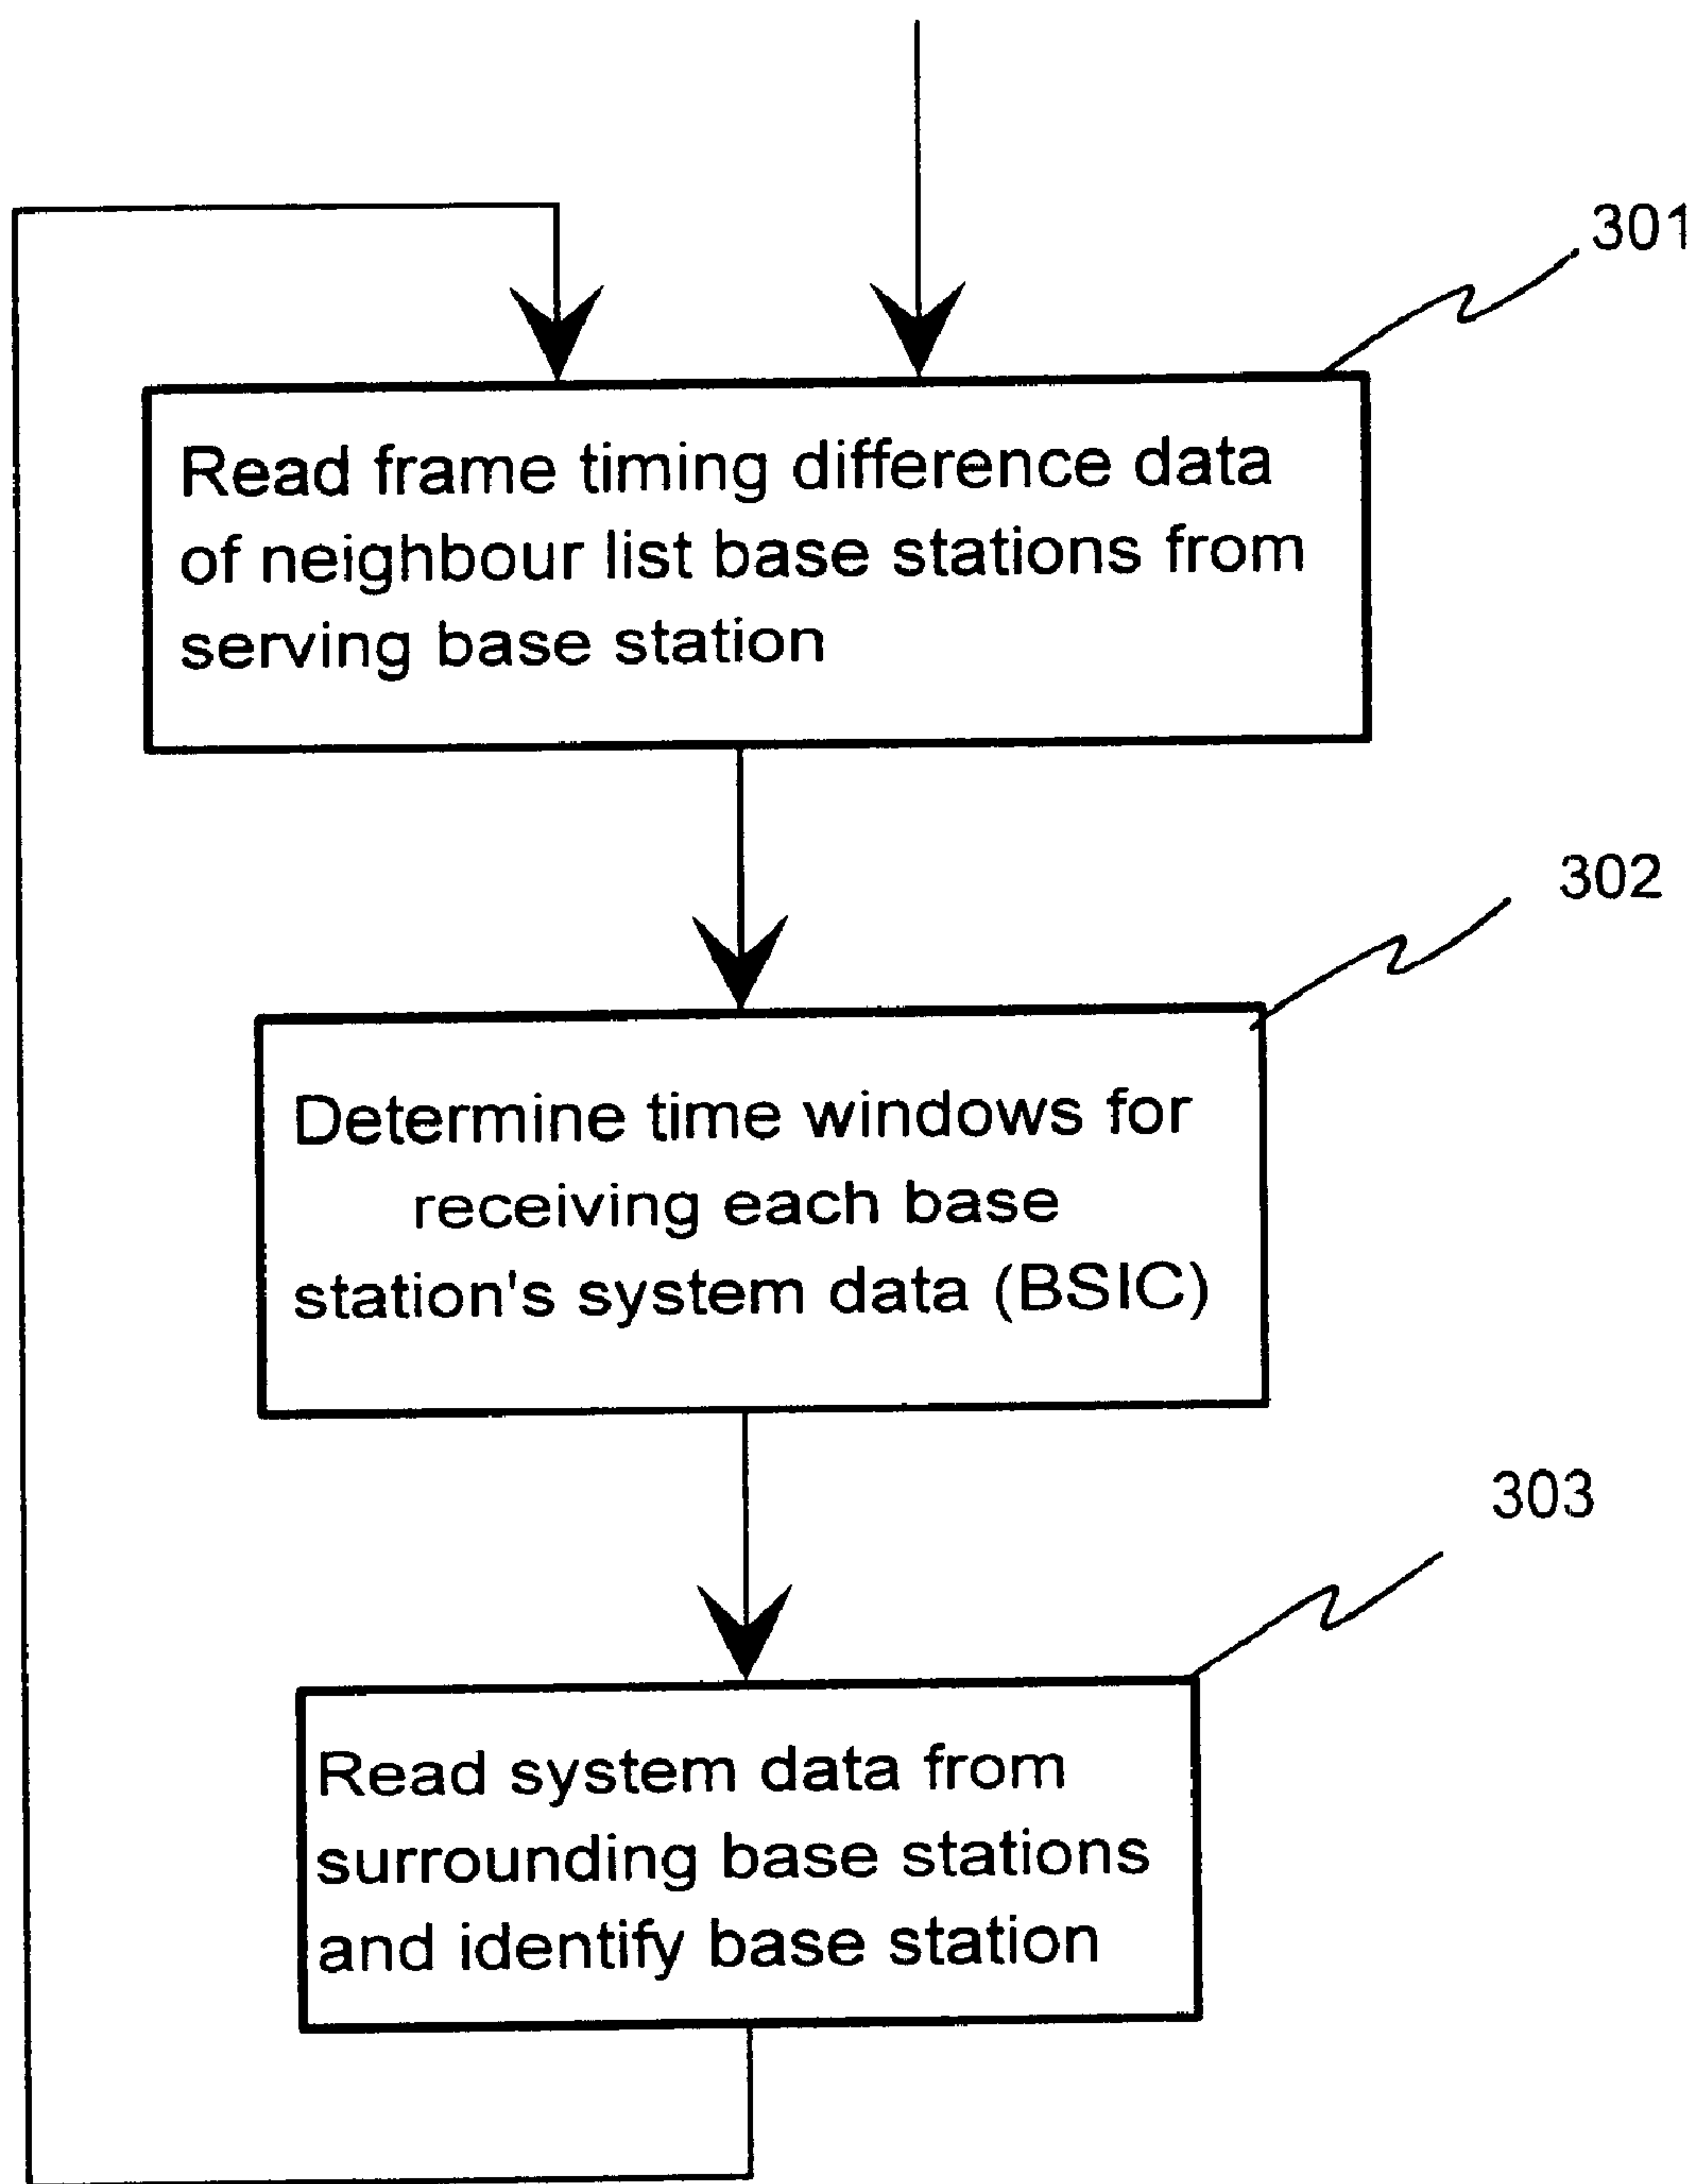 301
Read frame timing difference data
of neighbour list base stations from
serving base station
302
Determine time windows for
receiving each base
station's system data (BSIC)
303
Read system data from
surrounding base stations
and identify base station